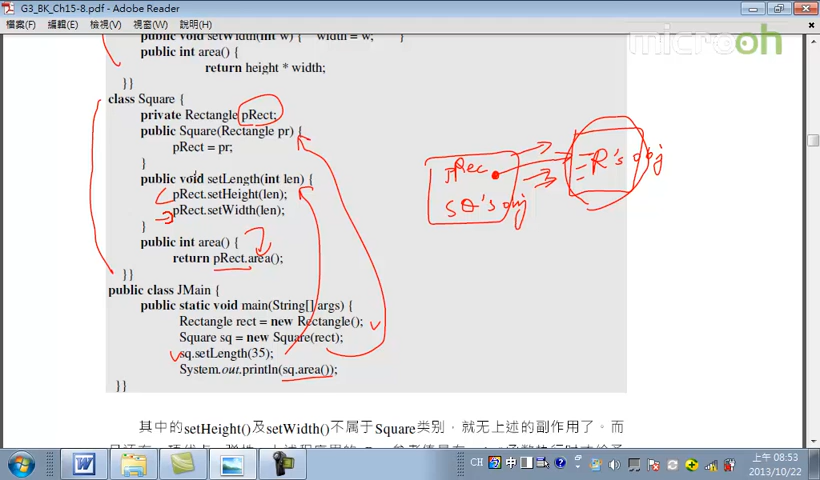 G3_BK_Ch15-8.pdf - Adobe Reader
檔案(F) 編輯(E) 檢視(V) 視窗(W) 說明(H)
microoh
public void setWidth(int w) { width = w; }
public int area() {
return height * width;
}}
class Square {
private Rectangle pRect;
public Square(Rectangle pr) {
pRect = pr;
}
public void setLength(int len) {
pRect.setHeight(len);
pRect.setWidth(len);
}
public int area() {
return pRect.area();
}}
public class JMain {
public static void main(String[] args) {
Rectangle rect = new Rectangle();
Square sq = new Square(rect);
sq.setLength(35);
System.out.println(sq.area());
}}
pRec
SQ's obj
R's obj
其中的setHeight()及setWidth()不属于Square类别，就无上述的副作用了。而
CH 中
上午 08:53
2013/10/22